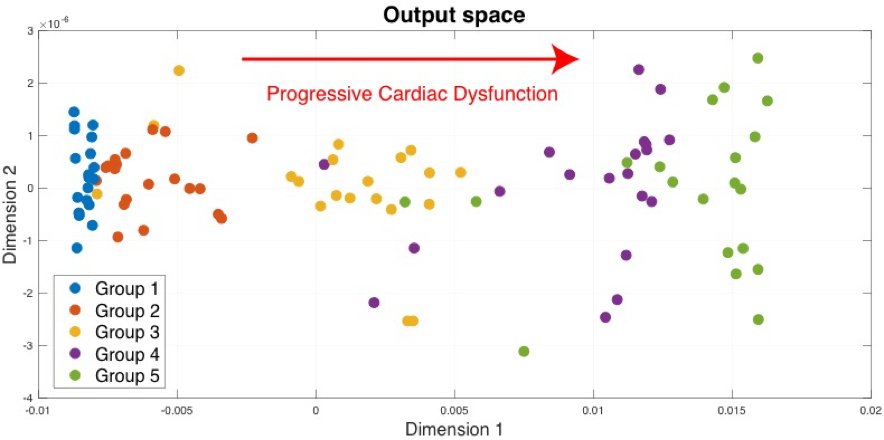 Output space
×10⁻⁶
3
2
1
0
-1
-2
-3
-4
Dimension 2
Progressive Cardiac Dysfunction
Group 1
Group 2
Group 3
Group 4
Group 5
-0.01 -0.005 0 0.005 0.01 0.015 0.02
Dimension 1